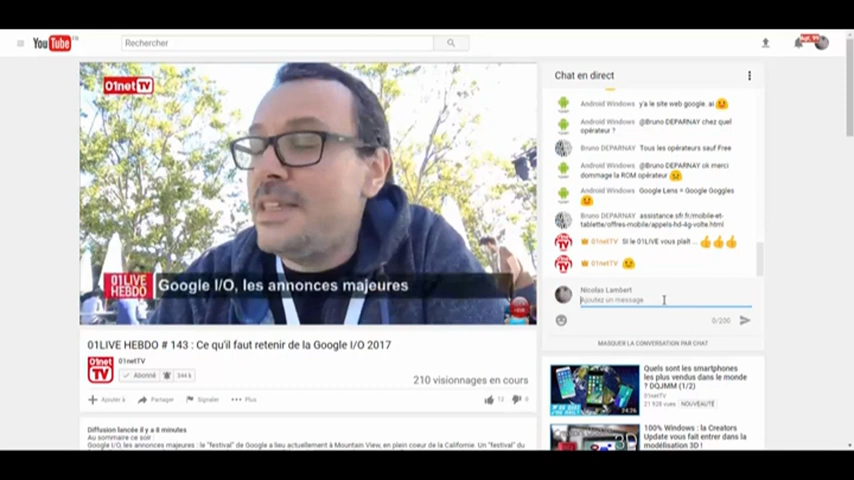 YouTube FR
Rechercher
01net TV
01LIVE HEBDO
Google I/O, les annonces majeures
01LIVE HEBDO # 143 : Ce qu'il faut retenir de la Google I/O 2017
01net TV
01netTV
Abonné
344 k
210 visionnages en cours
Ajouter à
Partager
Signaler
Plus
12
0
Diffusion lancée il y a 8 minutes
Au sommaire ce soir :
Google I/O, les annonces majeures : le "festival" de Google a lieu actuellement à Mountain View, en plein coeur de la Californie. Un "festival" du
Chat en direct
Android Windows y'a le site web google. ai
Android Windows @Bruno DEPARNAY chez quel
opérateur ?
Bruno DEPARNAY Tous les opérateurs sauf Free
Android Windows @Bruno DEPARNAY ok merci
dommage la ROM opérateur
Android Windows Google Lens = Google Goggles
Bruno DEPARNAY assistance.sfr.fr/mobile-et-
tablette/offres-mobile/appels-hd-4g-volte.html
01netTV Si le 01LIVE vous plaît ...
01netTV
Nicolas Lambert
Ajoutez un message
0/200
MASQUER LA CONVERSATION PAR CHAT
Quels sont les smartphones
les plus vendus dans le monde
? DQJMM (1/2)
01netTV
21 928 vues NOUVEAUTÉ
24:36
100% Windows : la Creators
Update vous fait entrer dans la
modélisation 3D !